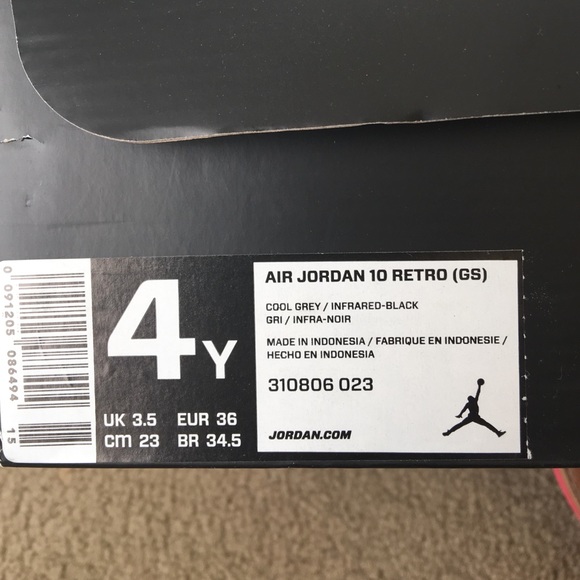 0 091205 086494 15
4Y
UK 3.5 EUR 36
CM 23 BR 34.5
AIR JORDAN 10 RETRO (GS)
COOL GREY / INFRARED-BLACK
GRI / INFRA-NOIR
MADE IN INDONESIA / FABRIQUE EN INDONESIE /
HECHO EN INDONESIA
310806 023
JORDAN.COM